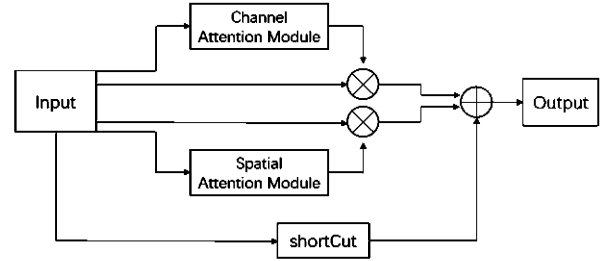 Channel
Attention Module
Input
Output
Spatial
Attention Module
shortCut